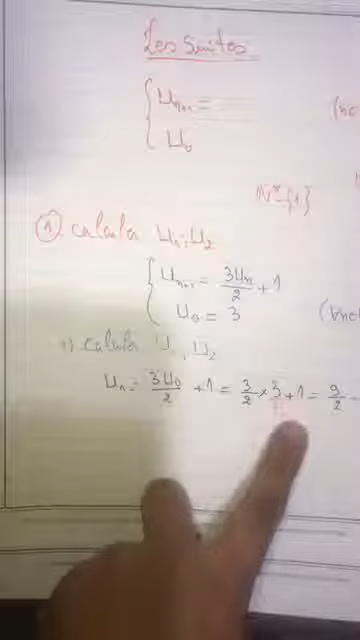 Les suites
{ Uₙ₊₁ =
U₀
N*-{1}
① calculer U₁; U₂
{ Uₙ₊₁ = 3Uₙ/2 + 1
U₀ = 3
1) calculer U₁, U₂
U₁ = 3U₀/2 + 1 = 3/2 × 3 + 1 = 9/2